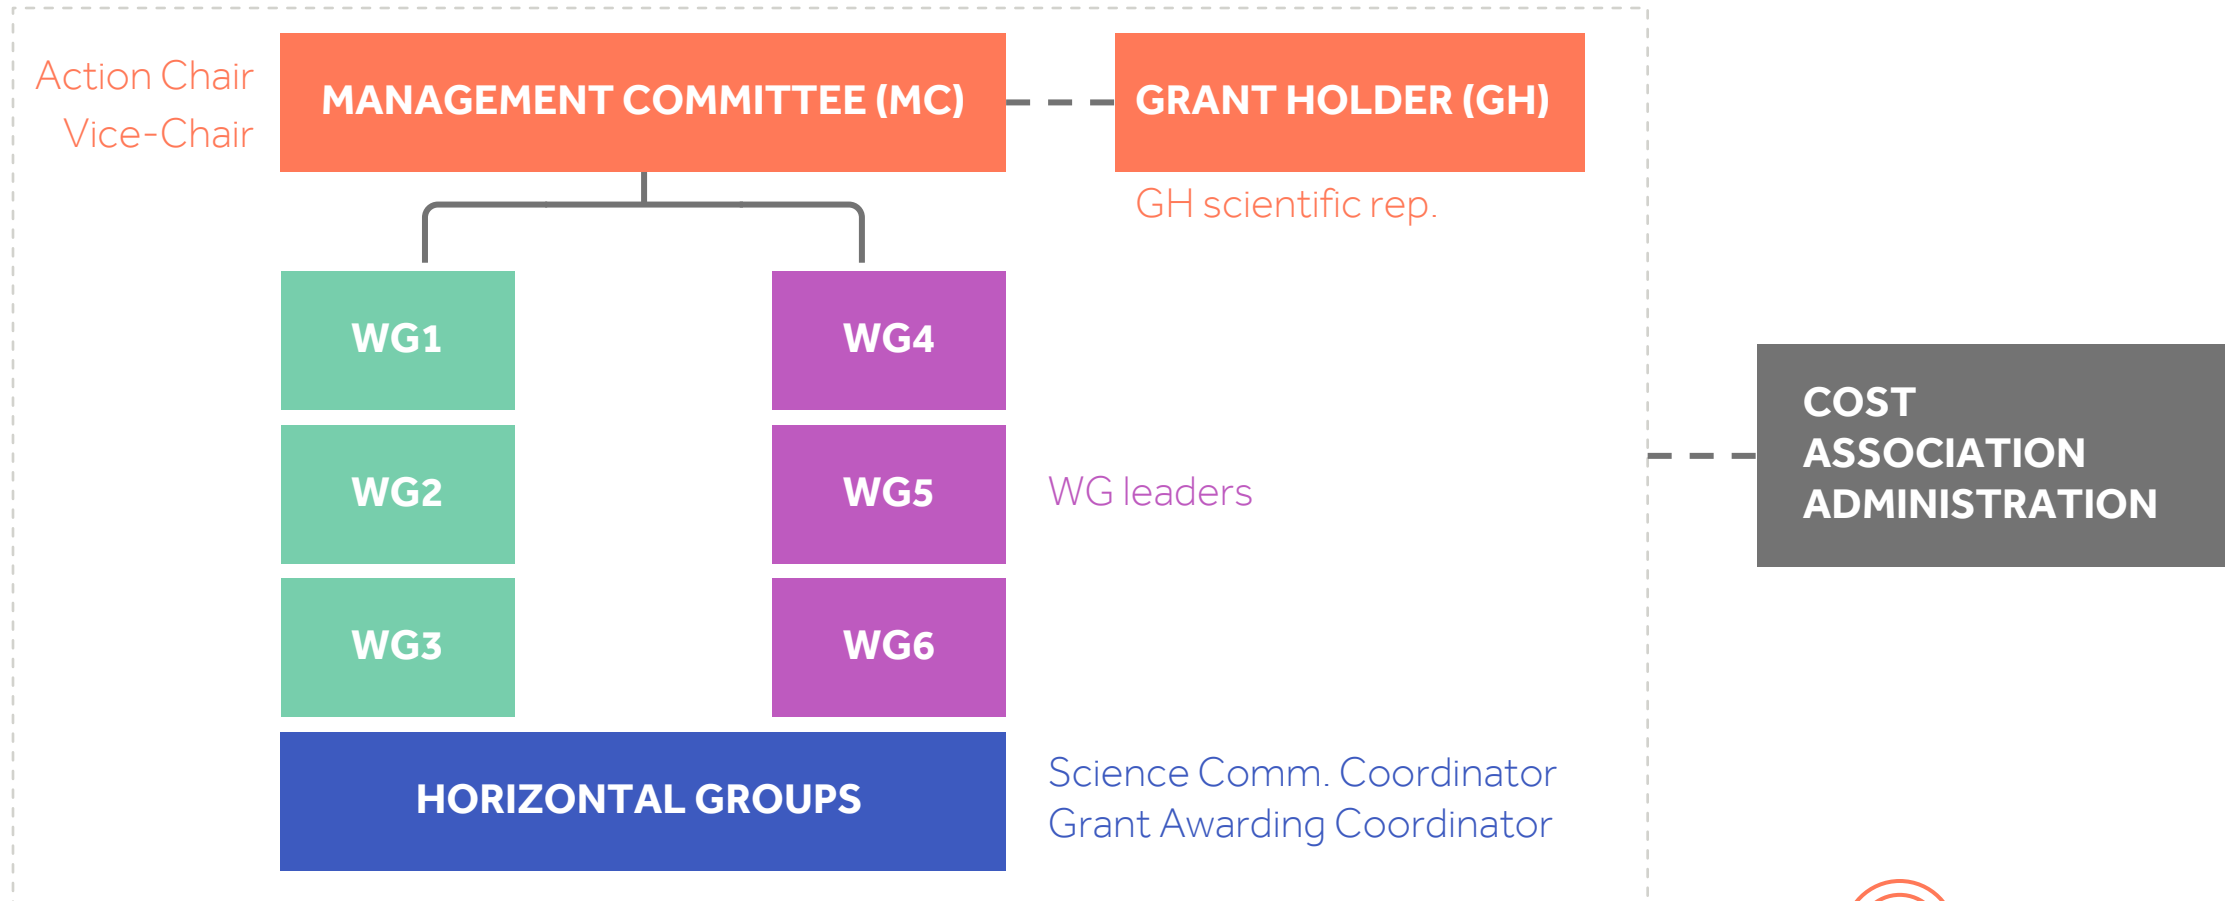 Action Chair
Vice-Chair
MANAGEMENT COMMITTEE (MC)
GRANT HOLDER (GH)
GH scientific rep.
WG1
WG4
WG2
WG5
WG leaders
WG3
WG6
HORIZONTAL GROUPS
Science Comm. Coordinator
Grant Awarding Coordinator
COST
ASSOCIATION
ADMINISTRATION